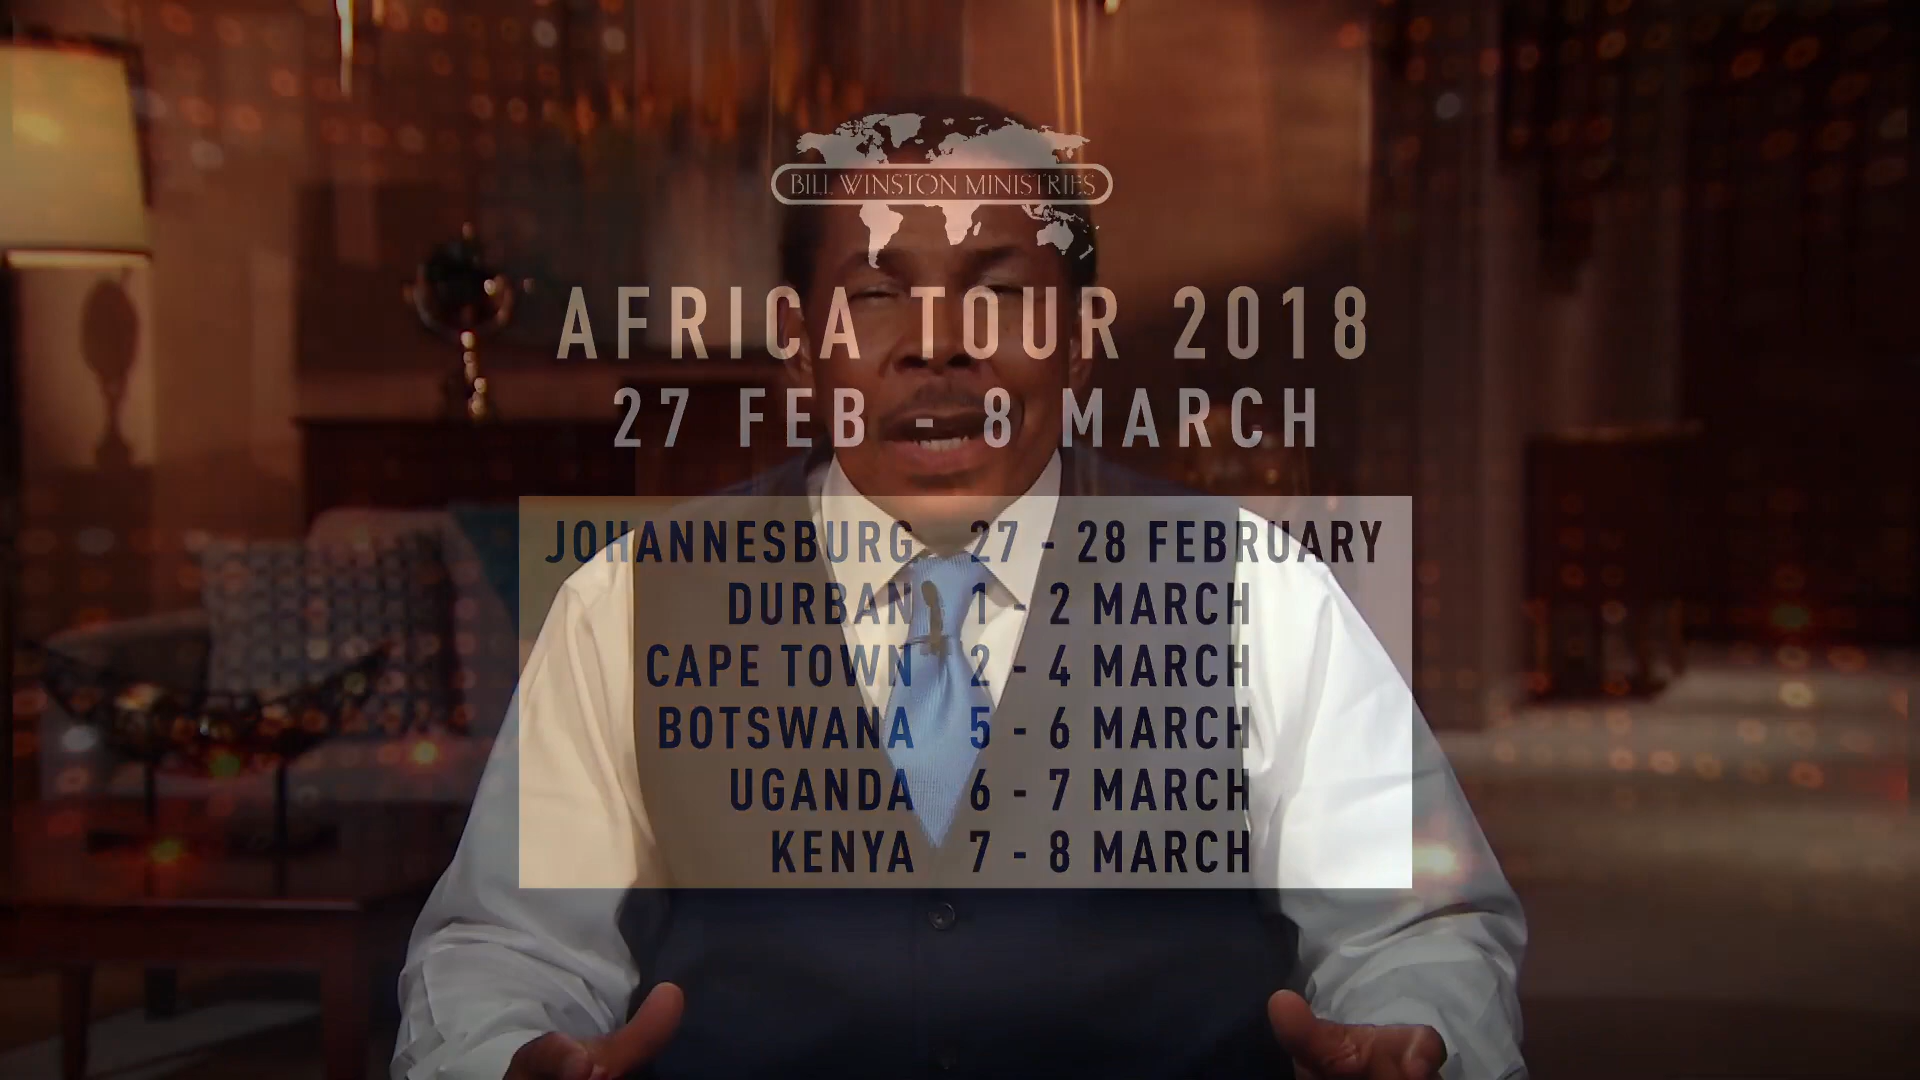 BILL WINSTON MINISTRIES
AFRICA TOUR 2018
27 FEB - 8 MARCH
JOHANNESBURG 27 - 28 FEBRUARY
DURBAN 1 - 2 MARCH
CAPE TOWN 2 - 4 MARCH
BOTSWANA 5 - 6 MARCH
UGANDA 6 - 7 MARCH
KENYA 7 - 8 MARCH